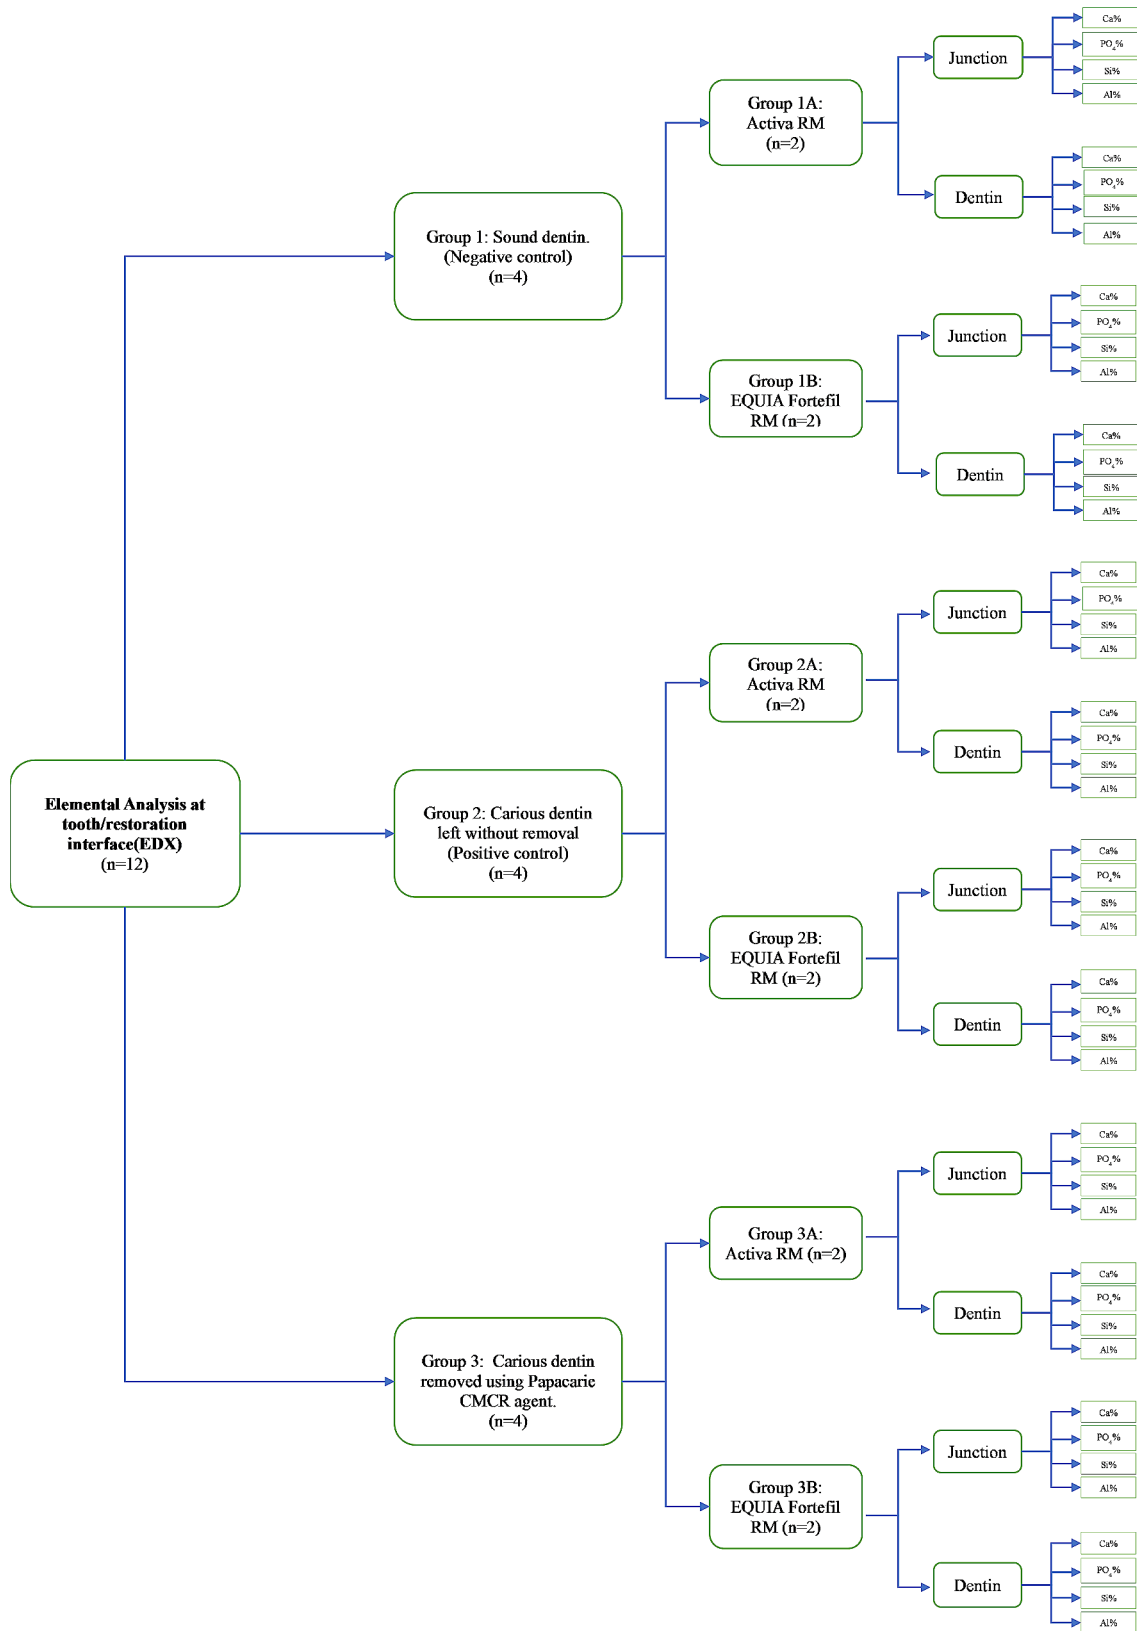 Elemental Analysis at
tooth/restoration
interface(EDX)
(n=12)
Group 1: Sound dentin.
(Negative control)
(n=4)
Group 1A:
Activa RM
(n=2)
Junction
Ca%
PO4%
Si%
Al%
Dentin
Ca%
PO4%
Si%
Al%
Group 1B:
EQUIA Fortefil
RM (n=2)
Junction
Ca%
PO4%
Si%
Al%
Dentin
Ca%
PO4%
Si%
Al%
Group 2: Carious dentin
left without removal
(Positive control)
(n=4)
Group 2A:
Activa RM
(n=2)
Junction
Ca%
PO4%
Si%
Al%
Dentin
Ca%
PO4%
Si%
Al%
Group 2B:
EQUIA Fortefil
RM (n=2)
Junction
Ca%
PO4%
Si%
Al%
Dentin
Ca%
PO4%
Si%
Al%
Group 3: Carious dentin
removed using Papacarie
CMCR agent.
(n=4)
Group 3A:
Activa RM (n=2)
Junction
Ca%
PO4%
Si%
Al%
Dentin
Ca%
PO4%
Si%
Al%
Group 3B:
EQUIA Fortefil
RM (n=2)
Junction
Ca%
PO4%
Si%
Al%
Dentin
Ca%
PO4%
Si%
Al%